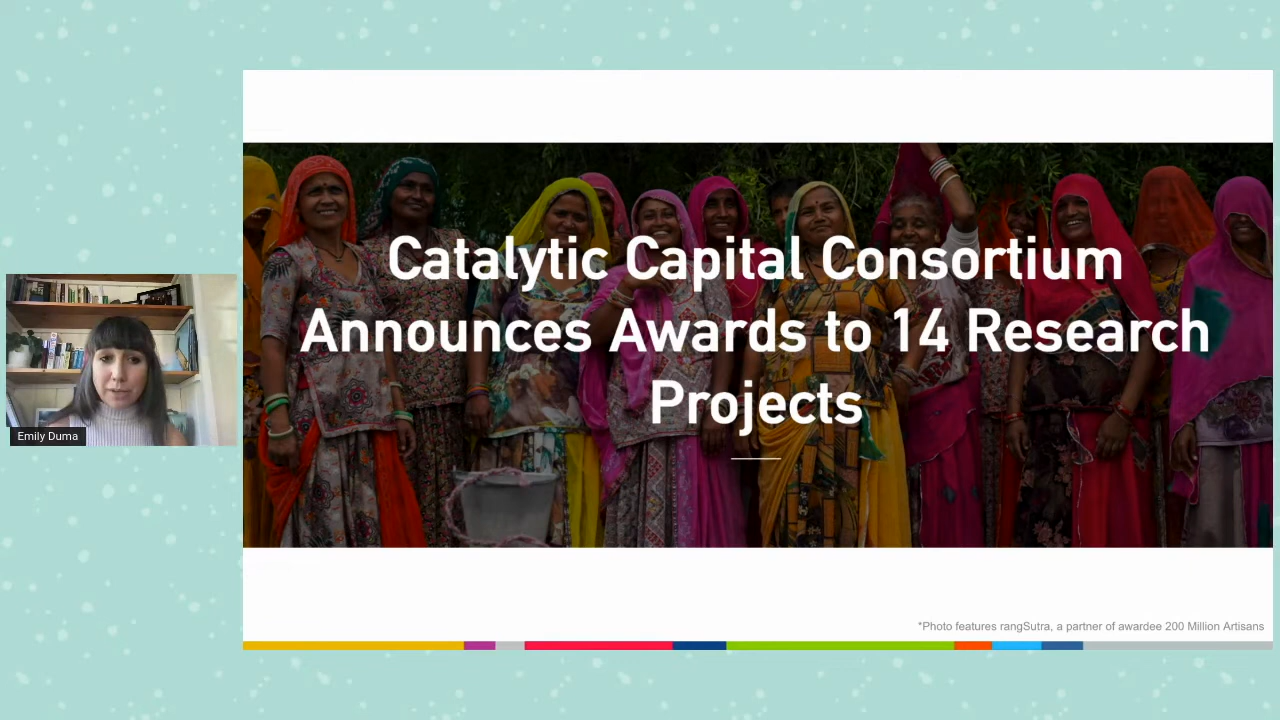 Catalytic Capital Consortium
Announces Awards to 14 Research
Projects
Emily Duma
*Photo features rangSutra, a partner of awardee 200 Million Artisans